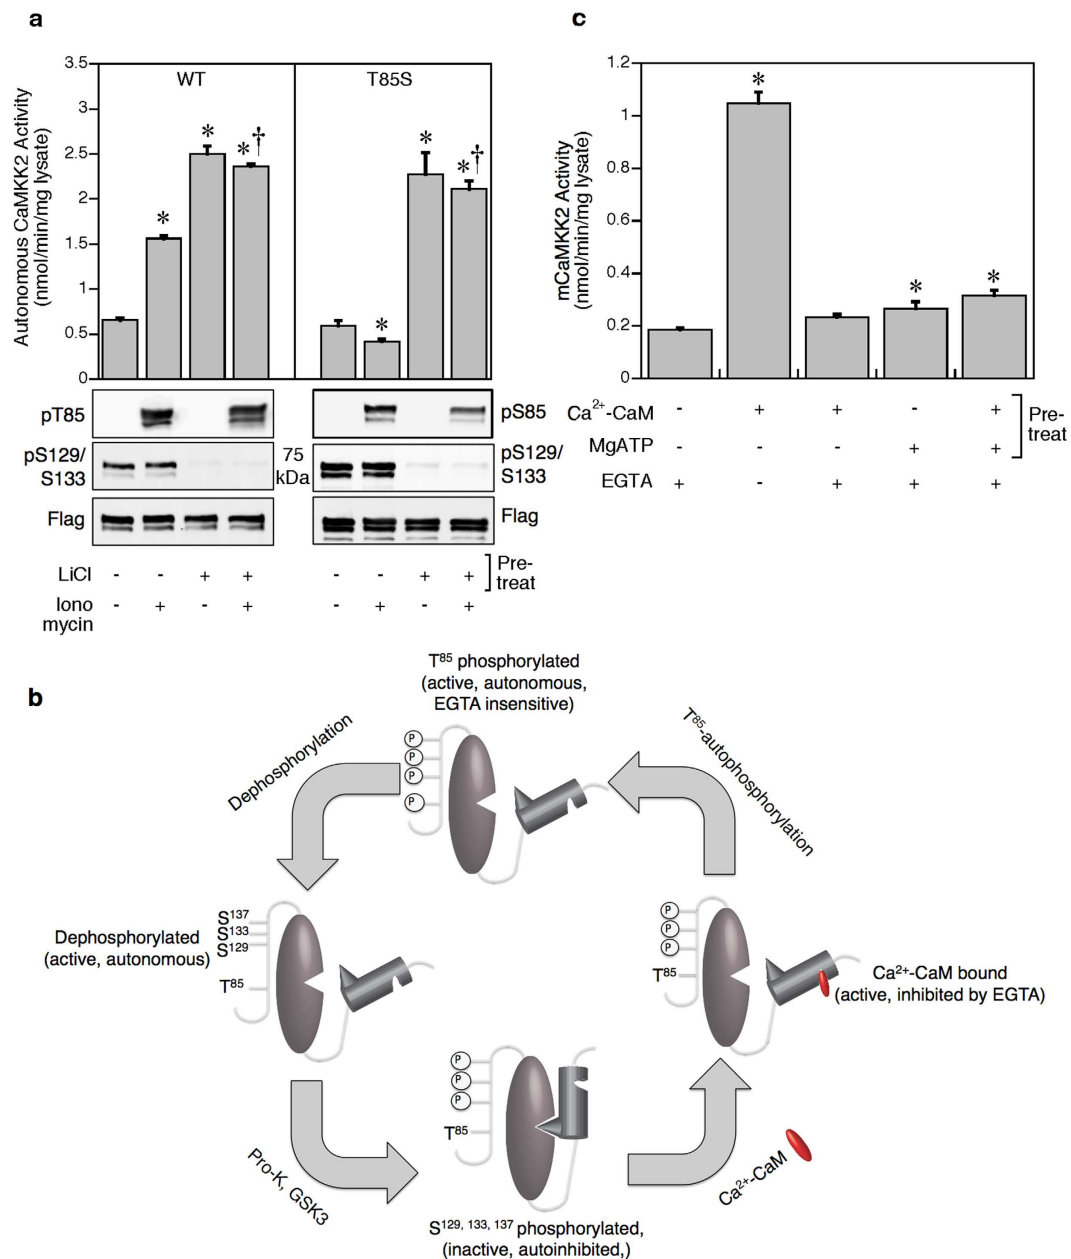 a
3.5
3
2.5
2
1.5
1
0.5
0
Autonomous CaMKK2 Activity
(nmol/min/mg lysate)
WT
T85S
*
*
*†
*
*
*†
pT85
pS85
pS129/
S133
75
kDa
pS129/
S133
Flag
Flag
LiCl - - + + - - + +
Pre-
treat
Iono
mycin
- + - + - + - +
c
1.2
1
0.8
0.6
0.4
0.2
0
mCaMKK2 Activity
(nmol/min/mg lysate)
*
*
*
Ca2+-CaM - + + - +
MgATP - - - + +
Pre-
treat
EGTA + - + + +
b
T85 phosphorylated
(active, autonomous,
EGTA insensitive)
P
P
P
P
Dephosphorylation
T85-autophosphorylation
S137
S133
S129
T85
Dephosphorylated
(active, autonomous)
P
P
P
T85
Ca2+-CaM bound
(active, inhibited by EGTA)
P
P
P
T85
Pro-K, GSK3
Ca2+-CaM
S129, 133, 137 phosphorylated,
(inactive, autoinhibited,)